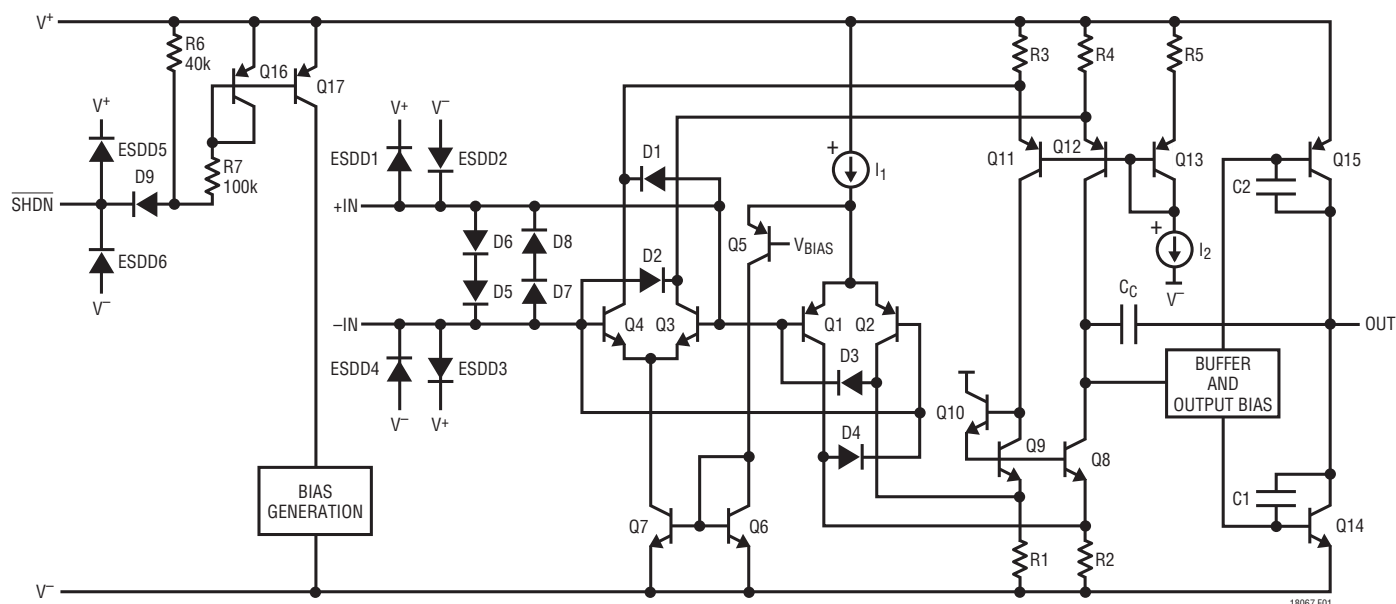 V+
R6
40k
Q16
Q17
R3
R4
R5
V+
V–
V+
ESDD5
ESDD1
ESDD2
D1
I1
Q11
Q12
Q13
Q15
R7
100k
D9
C2
SHDN
+IN
D6
D8
Q5
VBIAS
I2
ESDD6
D2
CC
V–
V–
D5
D7
–IN
Q4
Q3
Q1
Q2
OUT
ESDD4
ESDD3
D3
BUFFER
AND
OUTPUT BIAS
V–
V+
Q10
D4
Q9
Q8
BIAS
GENERATION
C1
Q7
Q6
Q14
R1
R2
V–
18067 F01